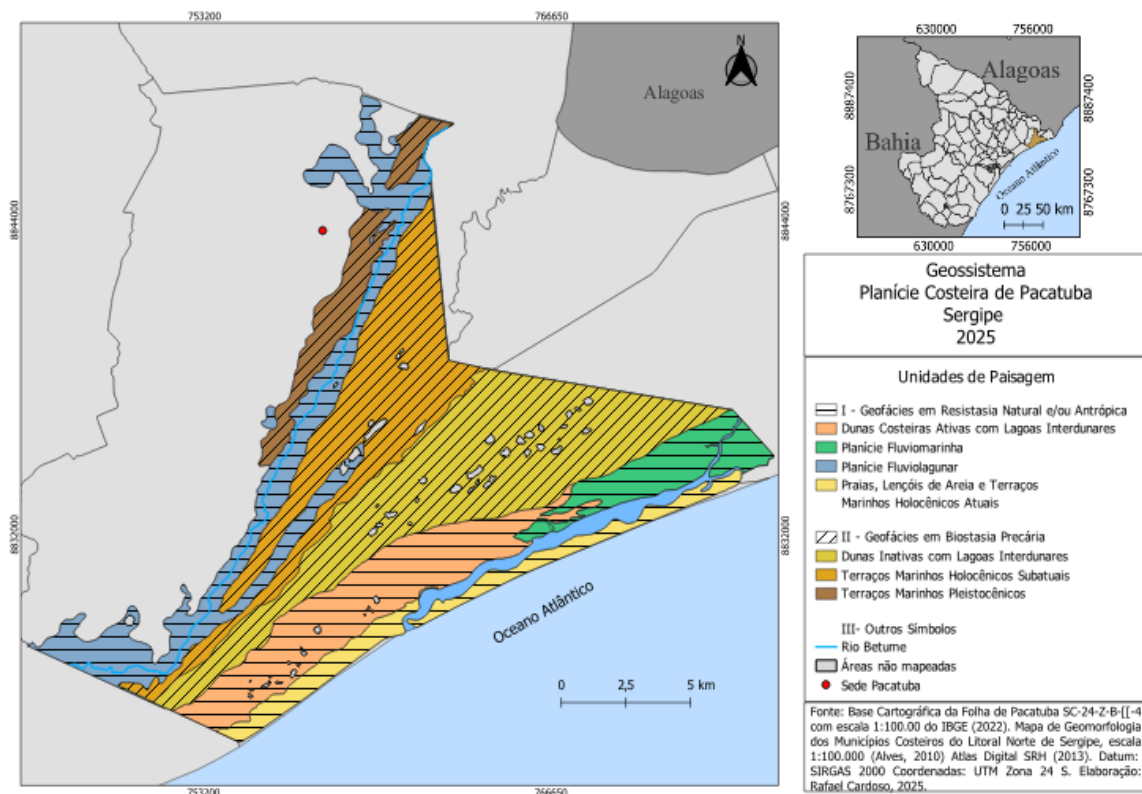 753200
766650
N
Alagoas
8844000
8844000
8832000
8832000
Oceano Atlântico
0 2,5 5 km
753200
766650
630000 756000
Alagoas
Bahia
8887400
8887400
8767300
8767300
Oceano Atlântico
0 25 50 km
630000 756000
Geossistema
Planície Costeira de Pacatuba
Sergipe
2025
Unidades de Paisagem
I - Geofácies em Resistasia Natural e/ou Antrópica
Dunas Costeiras Ativas com Lagoas Interdunares
Planície Fluviomarinha
Planície Fluviolagunar
Praias, Lençóis de Areia e Terraços
Marinhos Holocênicos Atuais
II - Geofácies em Biostasia Precária
Dunas Inativas com Lagoas Interdunares
Terraços Marinhos Holocênicos Subatuais
Terraços Marinhos Pleistocênicos
III- Outros Símbolos
Rio Betume
Áreas não mapeadas
Sede Pacatuba
Fonte: Base Cartográfica da Folha de Pacatuba SC-24-Z-B-[[-4
com escala 1:100.00 do IBGE (2022). Mapa de Geomorfologia
dos Municípios Costeiros do Litoral Norte de Sergipe, escala
1:100.000 (Alves, 2010) Atlas Digital SRH (2013). Datum:
SIRGAS 2000 Coordenadas: UTM Zona 24 S. Elaboração:
Rafael Cardoso, 2025.